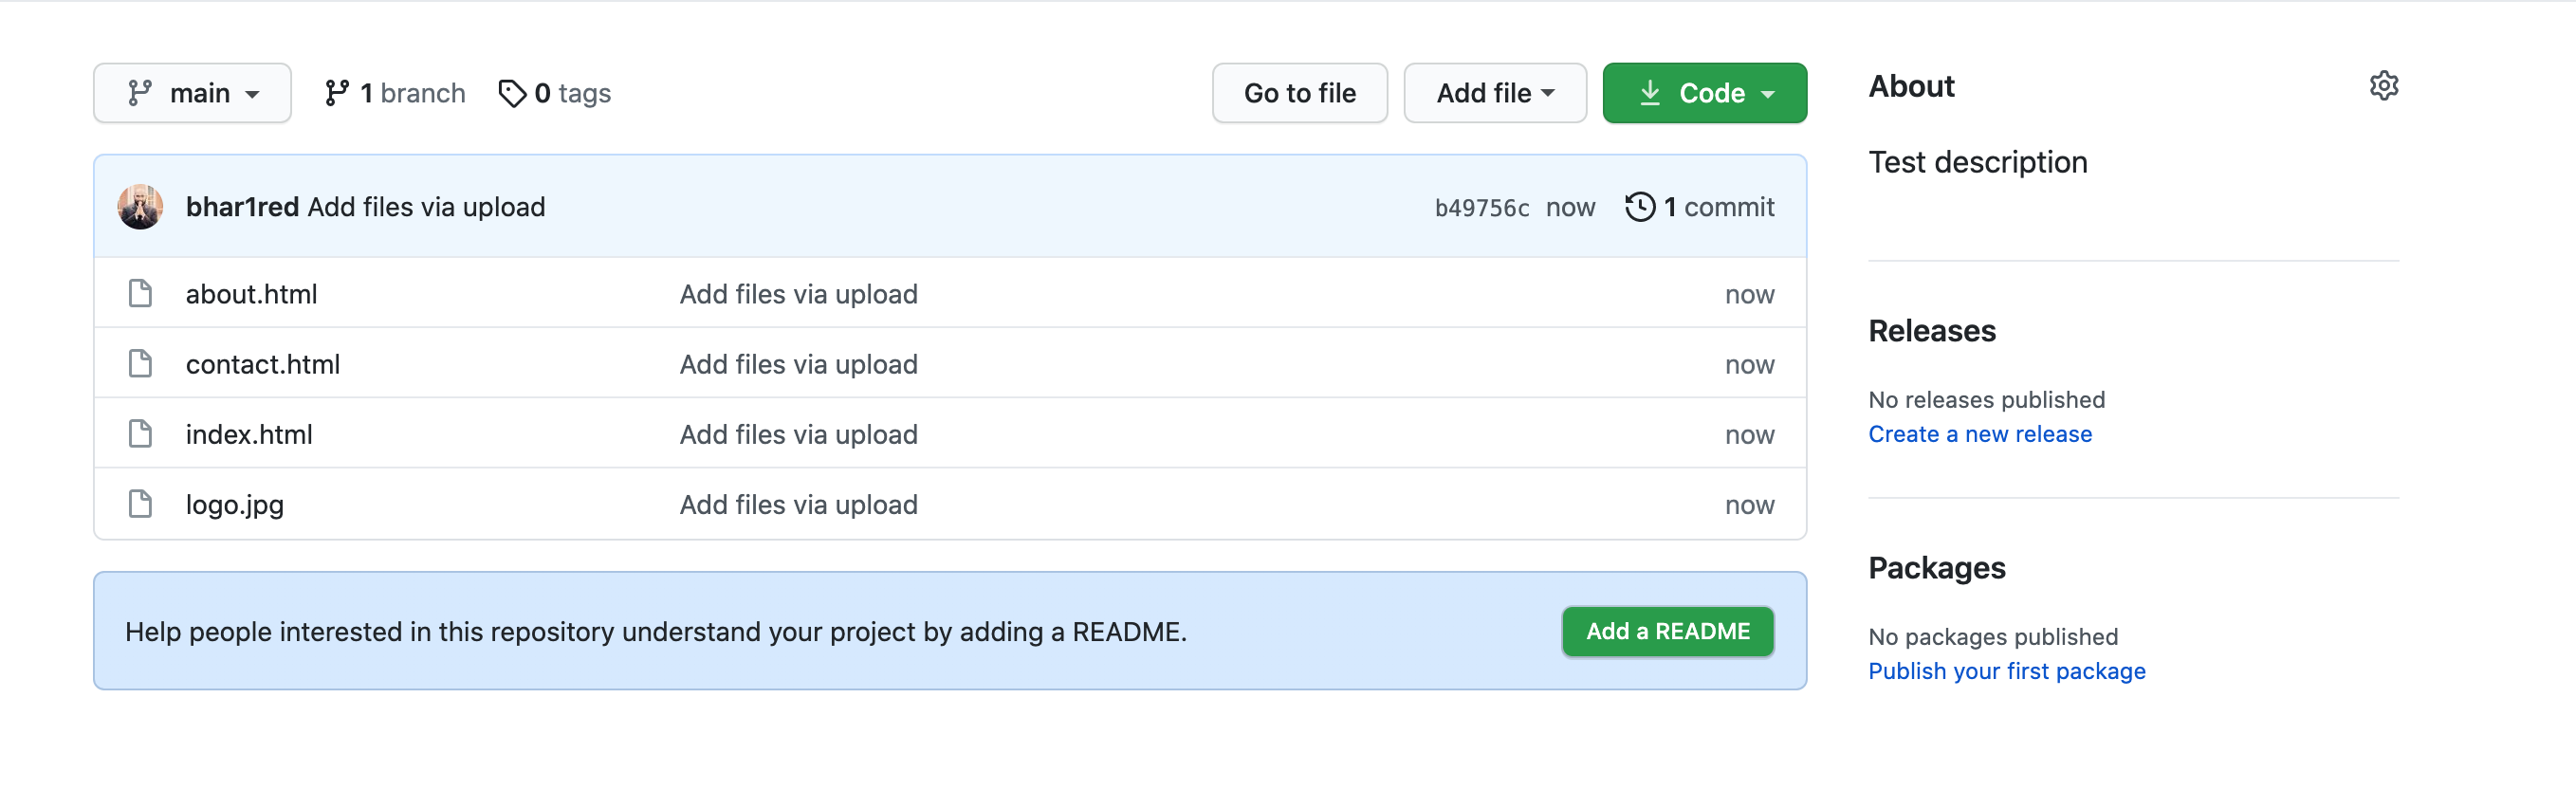 main 1 branch 0 tags Go to file Add file Code
bhar1red Add files via upload b49756c now 1 commit
about.html Add files via upload now
contact.html Add files via upload now
index.html Add files via upload now
logo.jpg Add files via upload now
Help people interested in this repository understand your project by adding a README. Add a README
About
Test description
Releases
No releases published
Create a new release
Packages
No packages published
Publish your first package